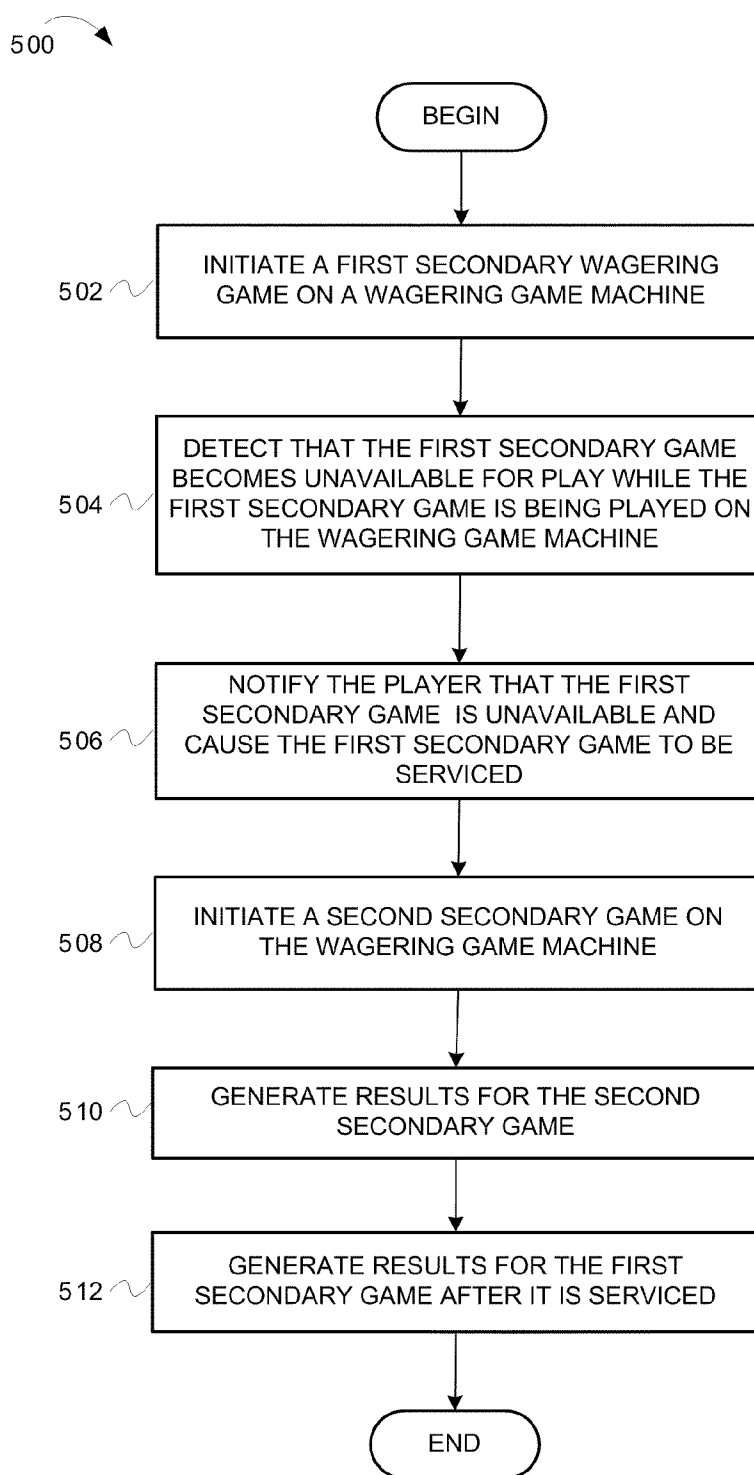 500
BEGIN
502
INITIATE A FIRST SECONDARY WAGERING
GAME ON A WAGERING GAME MACHINE
504
DETECT THAT THE FIRST SECONDARY GAME
BECOMES UNAVAILABLE FOR PLAY WHILE THE
FIRST SECONDARY GAME IS BEING PLAYED ON
THE WAGERING GAME MACHINE
506
NOTIFY THE PLAYER THAT THE FIRST
SECONDARY GAME IS UNAVAILABLE AND
CAUSE THE FIRST SECONDARY GAME TO BE
SERVICED
508
INITIATE A SECOND SECONDARY GAME ON
THE WAGERING GAME MACHINE
510
GENERATE RESULTS FOR THE SECOND
SECONDARY GAME
512
GENERATE RESULTS FOR THE FIRST
SECONDARY GAME AFTER IT IS SERVICED
END